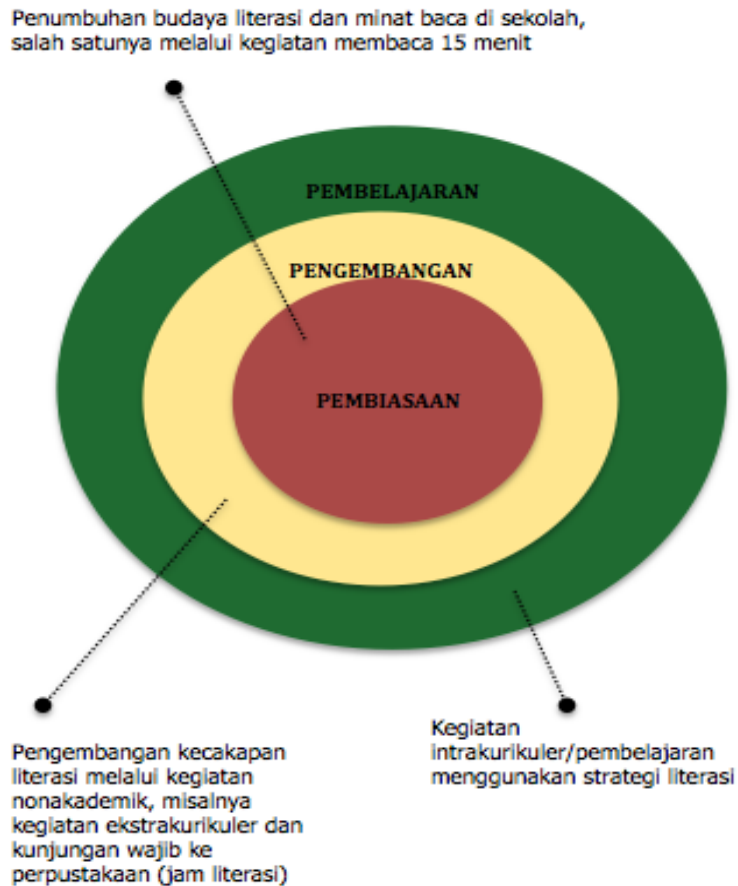 Penumbuhan budaya literasi dan minat baca di sekolah,
salah satunya melalui kegiatan membaca 15 menit
PEMBELAJARAN
PENGEMBANGAN
PEMBIASAAN
Pengembangan kecakapan
literasi melalui kegiatan
nonakademik, misalnya
kegiatan ekstrakurikuler dan
kunjungan wajib ke
perpustakaan (jam literasi)
Kegiatan
intrakurikuler/pembelajaran
menggunakan strategi literasi